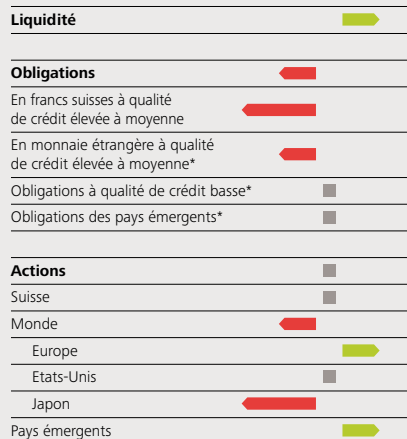 Liquidité
Obligations
En francs suisses à qualité
de crédit élevée à moyenne
En monnaie étrangère à qualité
de crédit élevée à moyenne*
Obligations à qualité de crédit basse*
Obligations des pays émergents*
Actions
Suisse
Monde
Europe
Etats-Unis
Japon
Pays émergents